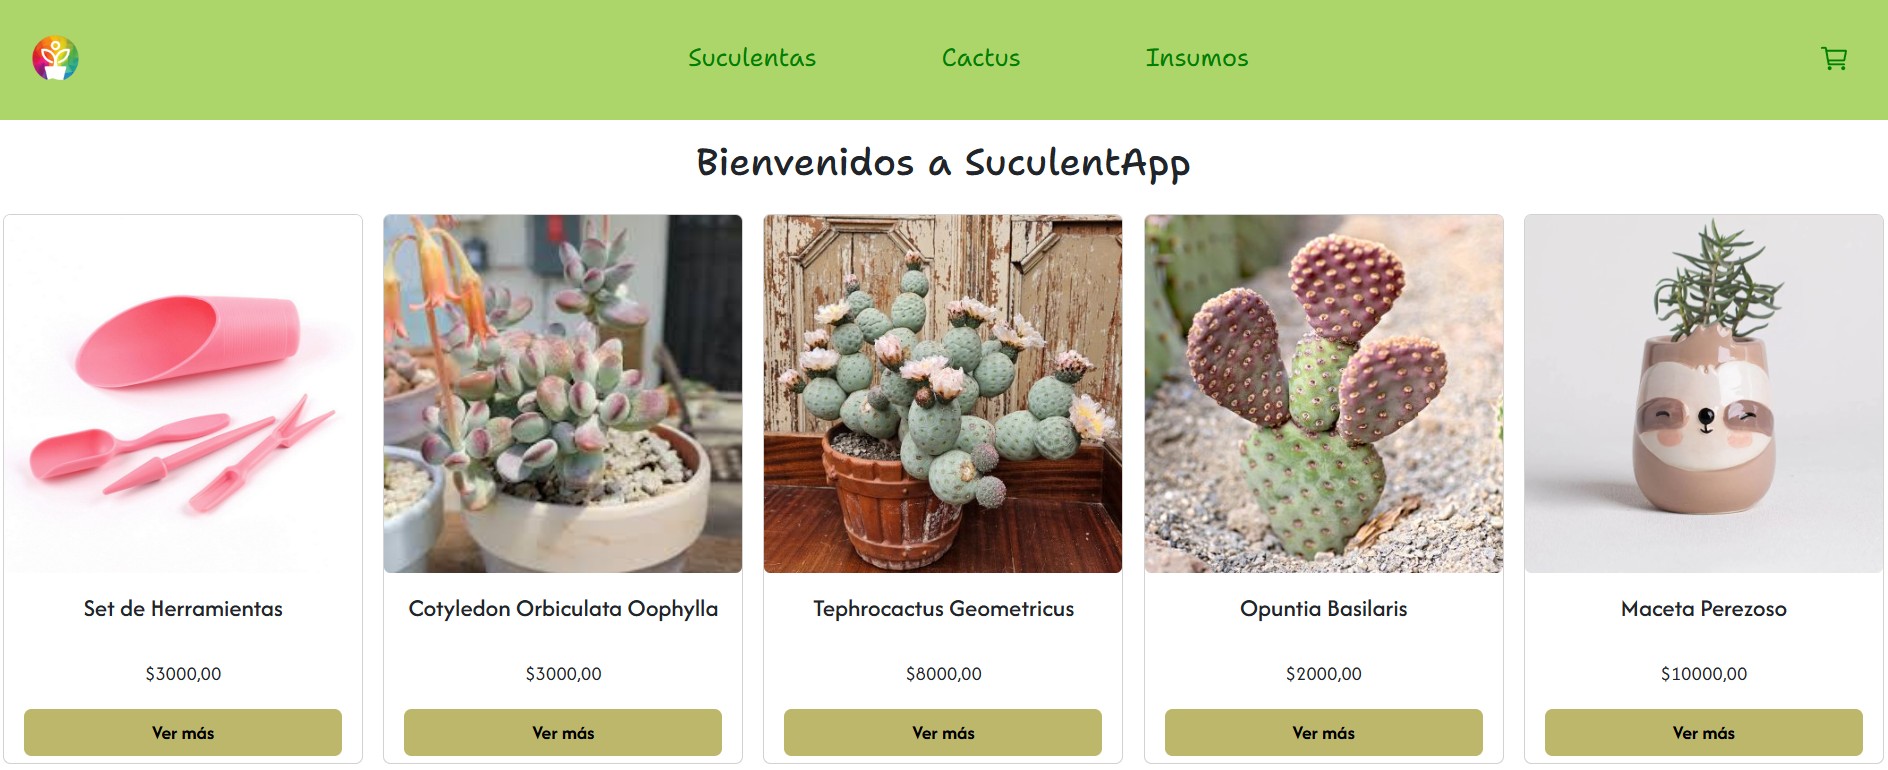 Suculentas Cactus Insumos
Bienvenidos a SuculentApp
Set de Herramientas
$3000,00
Ver más
Cotyledon Orbiculata Oophylla
$3000,00
Ver más
Tephrocactus Geometricus
$8000,00
Ver más
Opuntia Basilaris
$2000,00
Ver más
Maceta Perezoso
$10000,00
Ver más